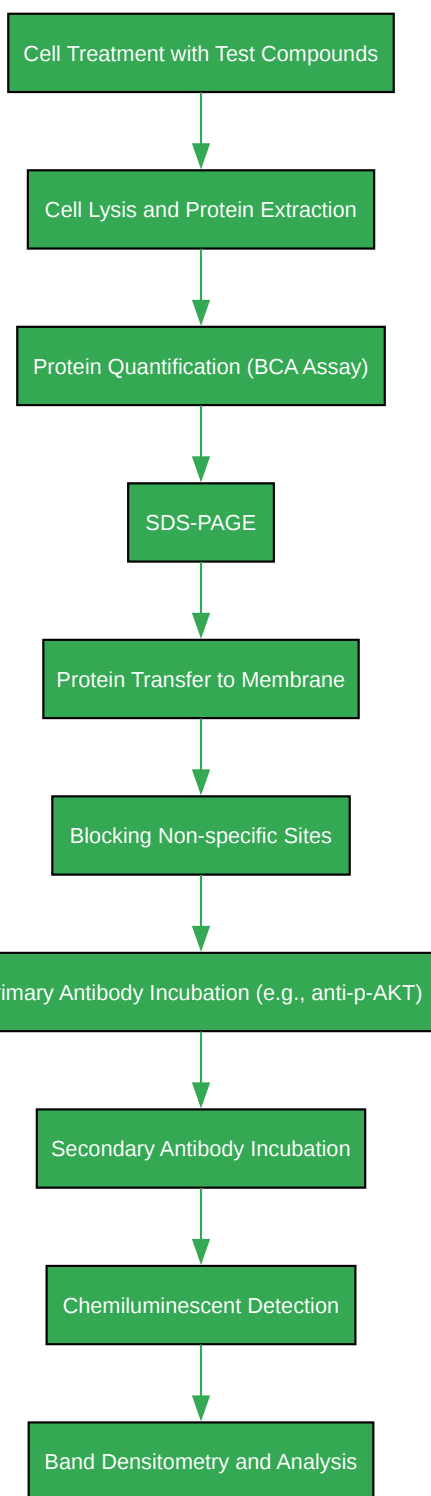 Cell Treatment with Test Compounds
Cell Lysis and Protein Extraction
Protein Quantification (BCA Assay)
SDS-PAGE
Protein Transfer to Membrane
Blocking Non-specific Sites
rimary Antibody Incubation (e.g., anti-p-AKT)
Secondary Antibody Incubation
Chemiluminescent Detection
Band Densitometry and Analysis